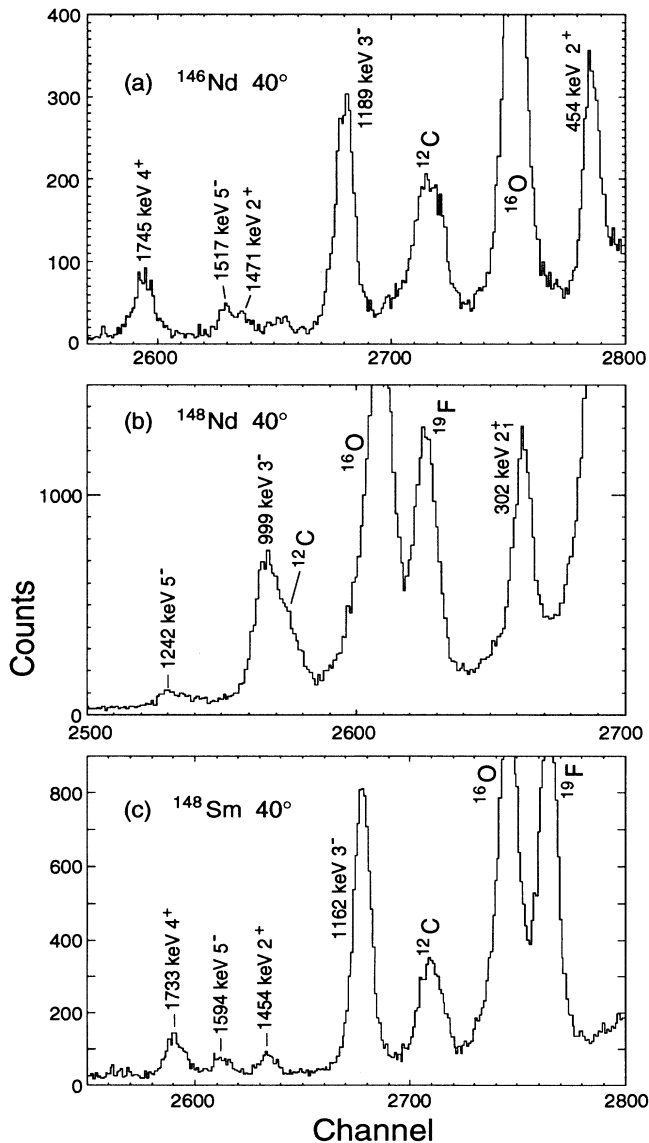 400
300
200
100
0
(a) ¹⁴⁶Nd 40°
1745 keV 4⁺
1517 keV 5⁻
1471 keV 2⁺
1189 keV 3⁻
¹²C
¹⁶O
454 keV 2⁺
2600
2700
2800
(b) ¹⁴⁸Nd 40°
1000
0
1242 keV 5⁻
999 keV 3⁻
¹²C
¹⁶O
¹⁹F
302 keV 2₁⁺
2500
2600
2700
Counts
(c) ¹⁴⁸Sm 40°
800
600
400
200
0
1733 keV 4⁺
1594 keV 5⁻
1454 keV 2⁺
1162 keV 3⁻
¹²C
¹⁶O
¹⁹F
2600
2700
2800
Channel